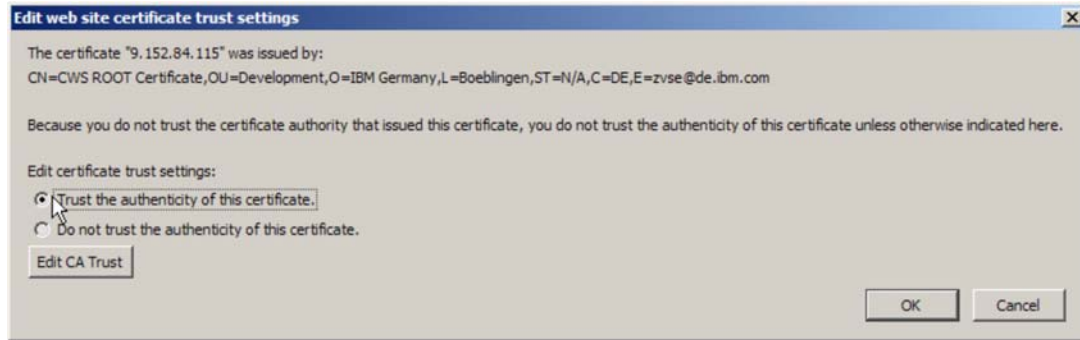 Edit web site certificate trust settings
The certificate "9.152.84.115" was issued by:
CN=CWS ROOT Certificate,OU=Development,O=IBM Germany,L=Boeblingen,ST=N/A,C=DE,E=zvse@de.ibm.com
Because you do not trust the certificate authority that issued this certificate, you do not trust the authenticity of this certificate unless otherwise indicated here.
Edit certificate trust settings:
Trust the authenticity of this certificate.
Do not trust the authenticity of this certificate.
Edit CA Trust
OK Cancel